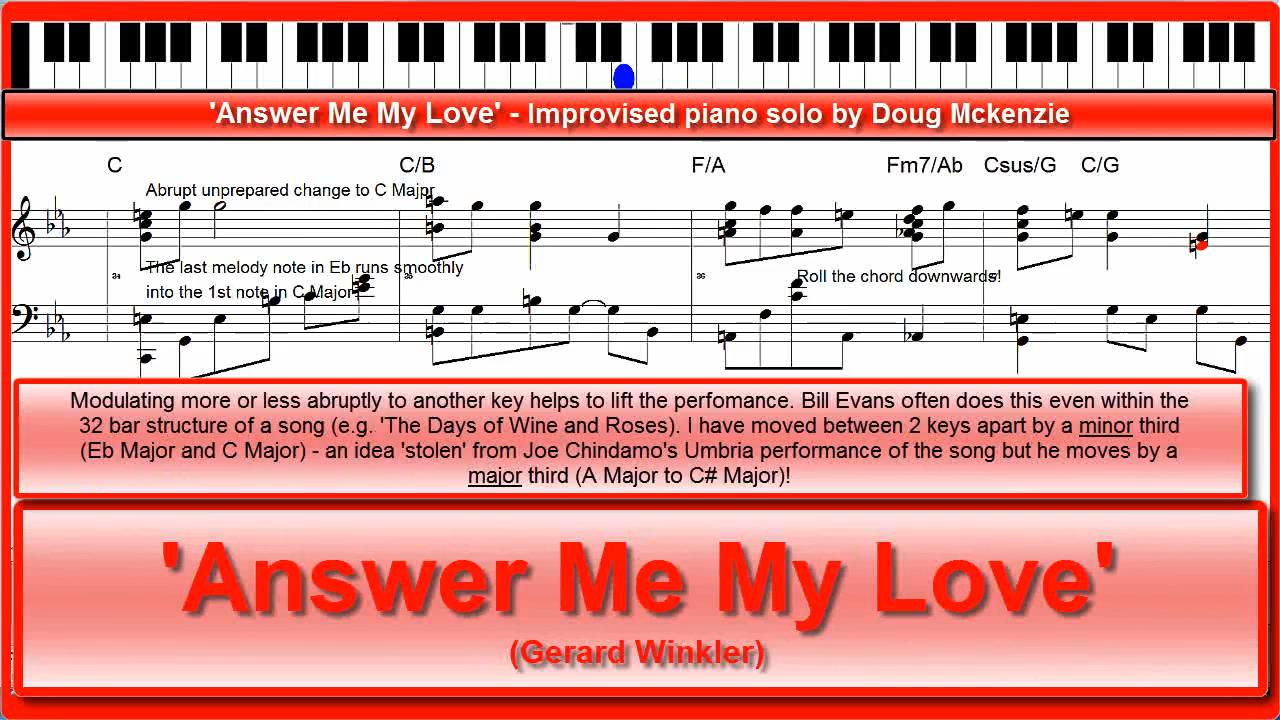 'Answer Me My Love' - Improvised piano solo by Doug Mckenzie
C C/B F/A Fm7/Ab Csus/G C/G
Abrupt unprepared change to C Major
The last melody note in Eb runs smoothly
into the 1st note in C Major!
34 35 36
Roll the chord downwards!
Modulating more or less abruptly to another key helps to lift the perfomance. Bill Evans often does this even within the
32 bar structure of a song (e.g. 'The Days of Wine and Roses). I have moved between 2 keys apart by a minor third
(Eb Major and C Major) - an idea 'stolen' from Joe Chindamo's Umbria performance of the song but he moves by a
major third (A Major to C# Major)!
'Answer Me My Love'
(Gerard Winkler)